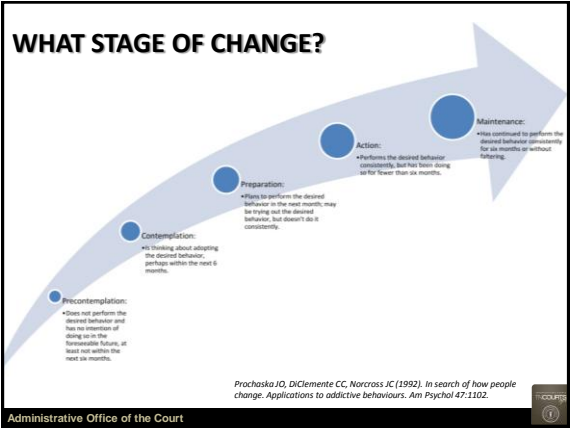 WHAT STAGE OF CHANGE?
Precontemplation:
•Does not perform the
desired behavior and
has no intention of
doing so in the
foreseeable future, at
least not within the
next six months.
Contemplation:
•Is thinking about adopting
the desired behavior,
perhaps within the next 6
months.
Preparation:
•Plans to perform the desired
behavior in the next month; may
be trying out the desired
behavior, but doesn't do it
consistently.
Action:
•Performs the desired behavior
consistently, but has been doing
so for fewer than six months.
Maintenance:
•Has continued to perform the
desired behavior consistently
for six months or without
faltering.
Prochaska JO, DiClemente CC, Norcross JC (1992). In search of how people
change. Applications to addictive behaviours. Am Psychol 47:1102.
Administrative Office of the Court
TNCOURTS